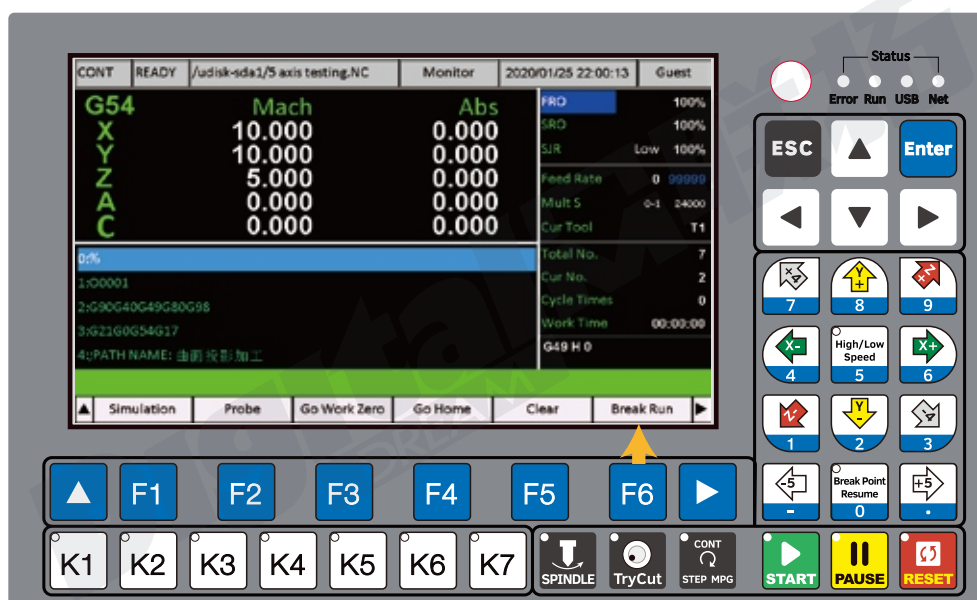 CONT READY /udisk-sda1/5 axis testing.NC Monitor 2020/01/25 22:00:13 Guest
G54 Mach Abs
X 10.000 0.000
Y 10.000 0.000
Z 5.000 0.000
A 0.000 0.000
C 0.000 0.000
FRO 100%
SRO 100%
SJR Low 100%
Feed Rate 0 99999
Mult S 0-1 24000
Cur Tool T1
Total No. 7
Cur No. 2
Cycle Times 0
Work Time 00:00:00
G49 H 0
0:%
1:O0001
2:G90G40G49G80G98
3:G21G0G54G17
4:;PATH NAME: 曲面投影加工
▲ Simulation Probe Go Work Zero Go Home Clear Break Run ▶
Status
Error Run USB Net
ESC ▲ Enter
◀ ▼ ▶
X+ 7
Y+ 8
9
X- 4
High/Low Speed 5
X+ 6
Z- 1
Y- 2
3
-5 -
Break Point Resume 0
+5 .
▲ F1 F2 F3 F4 F5 F6 ▶
K1 K2 K3 K4 K5 K6 K7
SPINDLE
TryCut
CONT
STEP MPG
START
PAUSE
RESET
DREAM